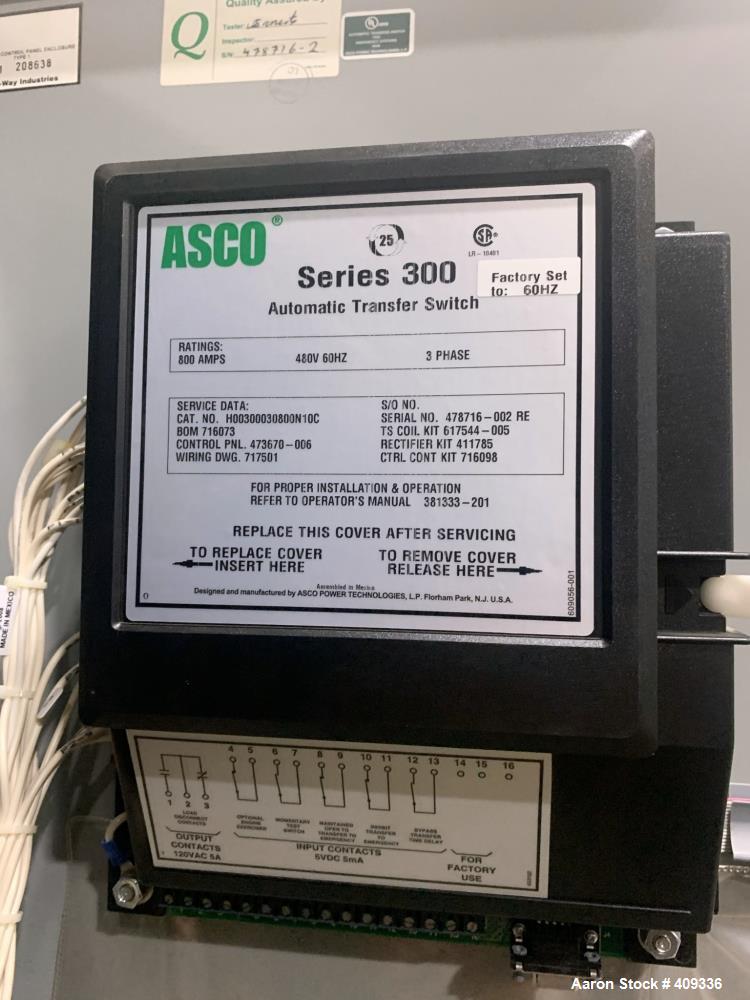 CONTROL PANEL ENCLOSURE
TYPE 1
208638
-Way Industries
Quality Assured by
Q
Tester: Ernest
Inspector:
S/N: 478716-2
UL
ASCO®
25
SA®
LR-10481
Series 300
Factory Set
to: 60HZ
Automatic Transfer Switch
RATINGS:
800 AMPS 480V 60HZ 3 PHASE
SERVICE DATA: S/O NO.
CAT. NO. H00300030800N10C SERIAL NO. 478716-002 RE
BOM 716073 TS COIL KIT 617544-005
CONTROL PNL. 473670-006 RECTIFIER KIT 411785
WIRING DWG. 717501 CTRL CONT KIT 716098
FOR PROPER INSTALLATION & OPERATION
REFER TO OPERATOR'S MANUAL 381333-201
REPLACE THIS COVER AFTER SERVICING
TO REPLACE COVER TO REMOVE COVER
INSERT HERE RELEASE HERE
Assembled in Mexico
0 Designed and manufactured by ASCO POWER TECHNOLOGIES, L.P. Florham Park, N.J. U.S.A.
609056-001
MADE IN MEXICO
4 5 6 7 8 9 10 11 12 13 14 15 16
1 2 3
LOAD DISCONNECT CONTACTS
OPTIONAL ENGINE EXERCISER
MOMENTARY TEST SWITCH
MAINTAINED OPEN TO TRANSFER TO EMERGENCY
INHIBIT TRANSFER TO EMERGENCY
BYPASS TRANSFER TIME DELAY
OUTPUT
CONTACTS
120VAC 5A
INPUT CONTACTS
5VDC 5mA
FOR
FACTORY
USE
Aaron Stock # 409336